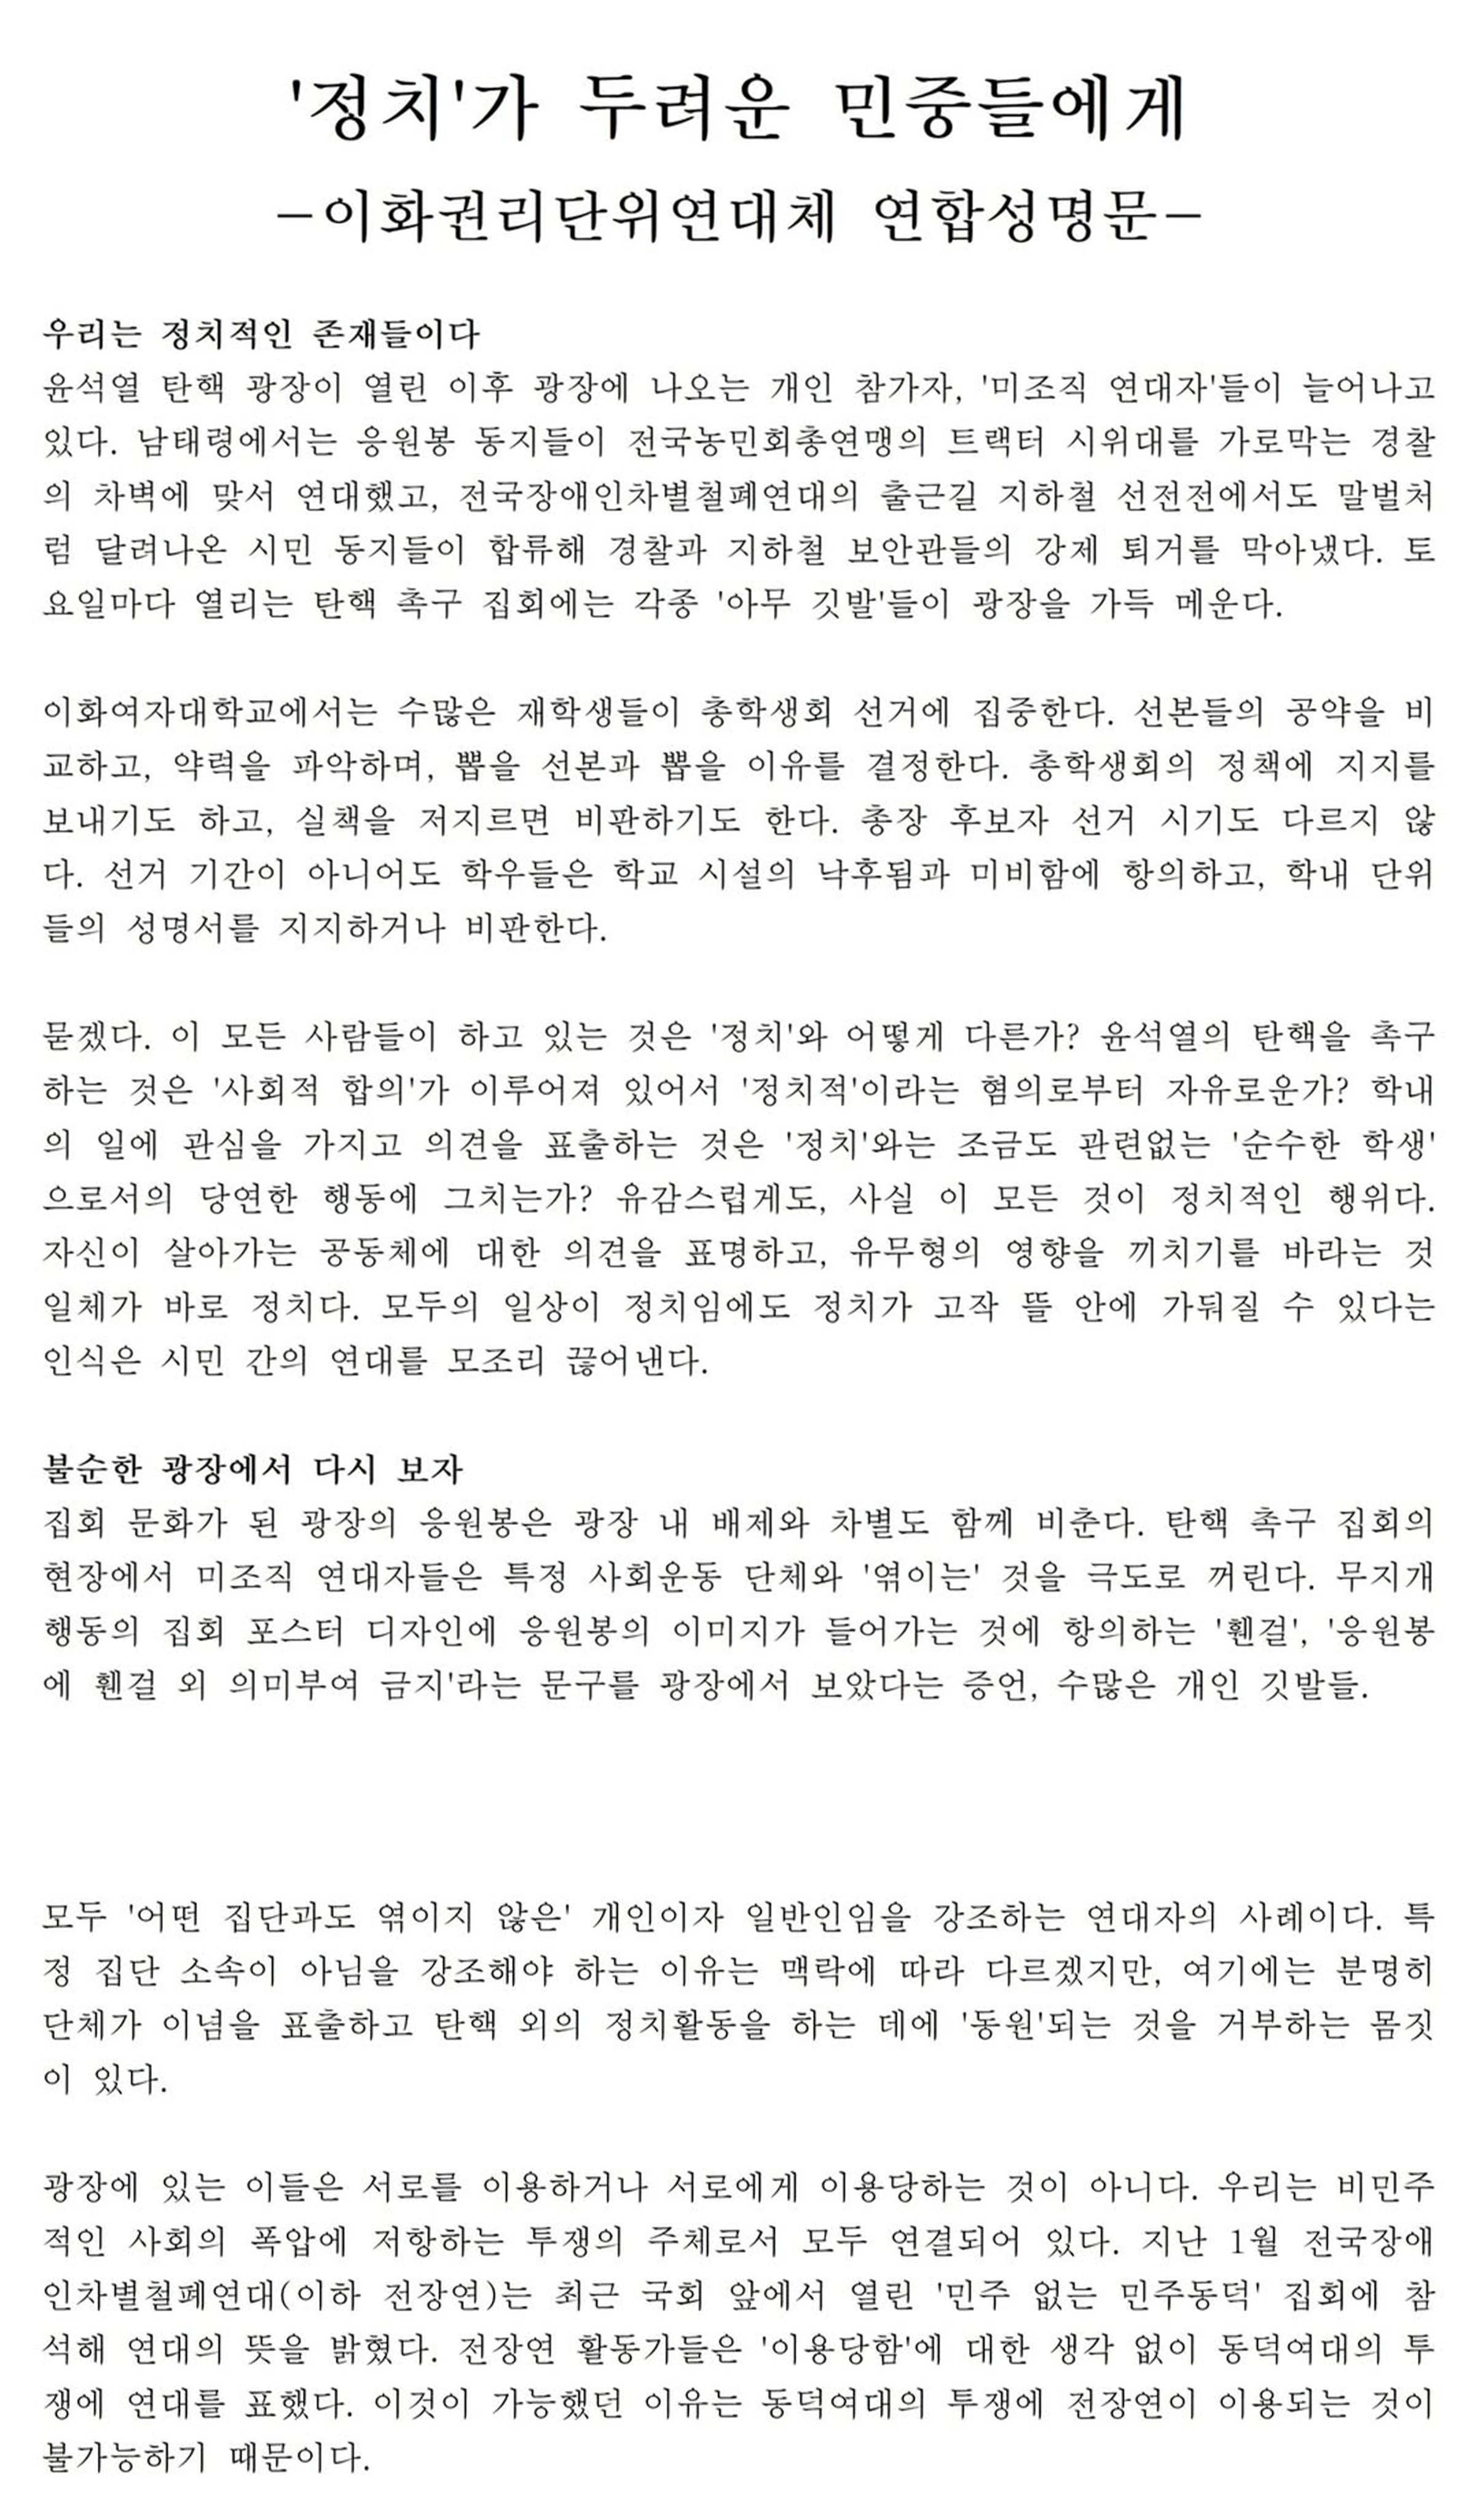 '정치'가 두려운 민중들에게
-이화권리단위연대체 연합성명문-
우리는 정치적인 존재들이다
윤석열 탄핵 광장이 열린 이후 광장에 나오는 개인 참가자, '미조직 연대자'들이 늘어나고
있다. 남태령에서는 응원봉 동지들이 전국농민회총연맹의 트랙터 시위대를 가로막는 경찰
의 차벽에 맞서 연대했고, 전국장애인차별철폐연대의 출근길 지하철 선전전에서도 말벌처
럼 달려나온 시민 동지들이 합류해 경찰과 지하철 보안관들의 강제 퇴거를 막아냈다. 토
요일마다 열리는 탄핵 촉구 집회에는 각종 '아무 깃발'들이 광장을 가득 메운다.
이화여자대학교에서는 수많은 재학생들이 총학생회 선거에 집중한다. 선본들의 공약을 비
교하고, 약력을 파악하며, 뽑을 선본과 뽑을 이유를 결정한다. 총학생회의 정책에 지지를
보내기도 하고, 실책을 저지르면 비판하기도 한다. 총장 후보자 선거 시기도 다르지 않
다. 선거 기간이 아니어도 학우들은 학교 시설의 낙후됨과 미비함에 항의하고, 학내 단위
들의 성명서를 지지하거나 비판한다.
묻겠다. 이 모든 사람들이 하고 있는 것은 '정치'와 어떻게 다른가? 윤석열의 탄핵을 촉구
하는 것은 '사회적 합의'가 이루어져 있어서 '정치적'이라는 혐의로부터 자유로운가? 학내
의 일에 관심을 가지고 의견을 표출하는 것은 '정치'와는 조금도 관련없는 '순수한 학생'
으로서의 당연한 행동에 그치는가? 유감스럽게도, 사실 이 모든 것이 정치적인 행위다.
자신이 살아가는 공동체에 대한 의견을 표명하고, 유무형의 영향을 끼치기를 바라는 것
일체가 바로 정치다. 모두의 일상이 정치임에도 정치가 고작 뜰 안에 가둬질 수 있다는
인식은 시민 간의 연대를 모조리 끊어낸다.
불순한 광장에서 다시 보자
집회 문화가 된 광장의 응원봉은 광장 내 배제와 차별도 함께 비춘다. 탄핵 촉구 집회의
현장에서 미조직 연대자들은 특정 사회운동 단체와 '엮이는' 것을 극도로 꺼린다. 무지개
행동의 집회 포스터 디자인에 응원봉의 이미지가 들어가는 것에 항의하는 '휀걸', '응원봉
에 휀걸 외 의미부여 금지'라는 문구를 광장에서 보았다는 증언, 수많은 개인 깃발들.
모두 '어떤 집단과도 엮이지 않은' 개인이자 일반인임을 강조하는 연대자의 사례이다. 특
정 집단 소속이 아님을 강조해야 하는 이유는 맥락에 따라 다르겠지만, 여기에는 분명히
단체가 이념을 표출하고 탄핵 외의 정치활동을 하는 데에 '동원'되는 것을 거부하는 몸짓
이 있다.
광장에 있는 이들은 서로를 이용하거나 서로에게 이용당하는 것이 아니다. 우리는 비민주
적인 사회의 폭압에 저항하는 투쟁의 주체로서 모두 연결되어 있다. 지난 1월 전국장애
인차별철폐연대(이하 전장연)는 최근 국회 앞에서 열린 '민주 없는 민주동덕' 집회에 참
석해 연대의 뜻을 밝혔다. 전장연 활동가들은 '이용당함'에 대한 생각 없이 동덕여대의 투
쟁에 연대를 표했다. 이것이 가능했던 이유는 동덕여대의 투쟁에 전장연이 이용되는 것이
불가능하기 때문이다.